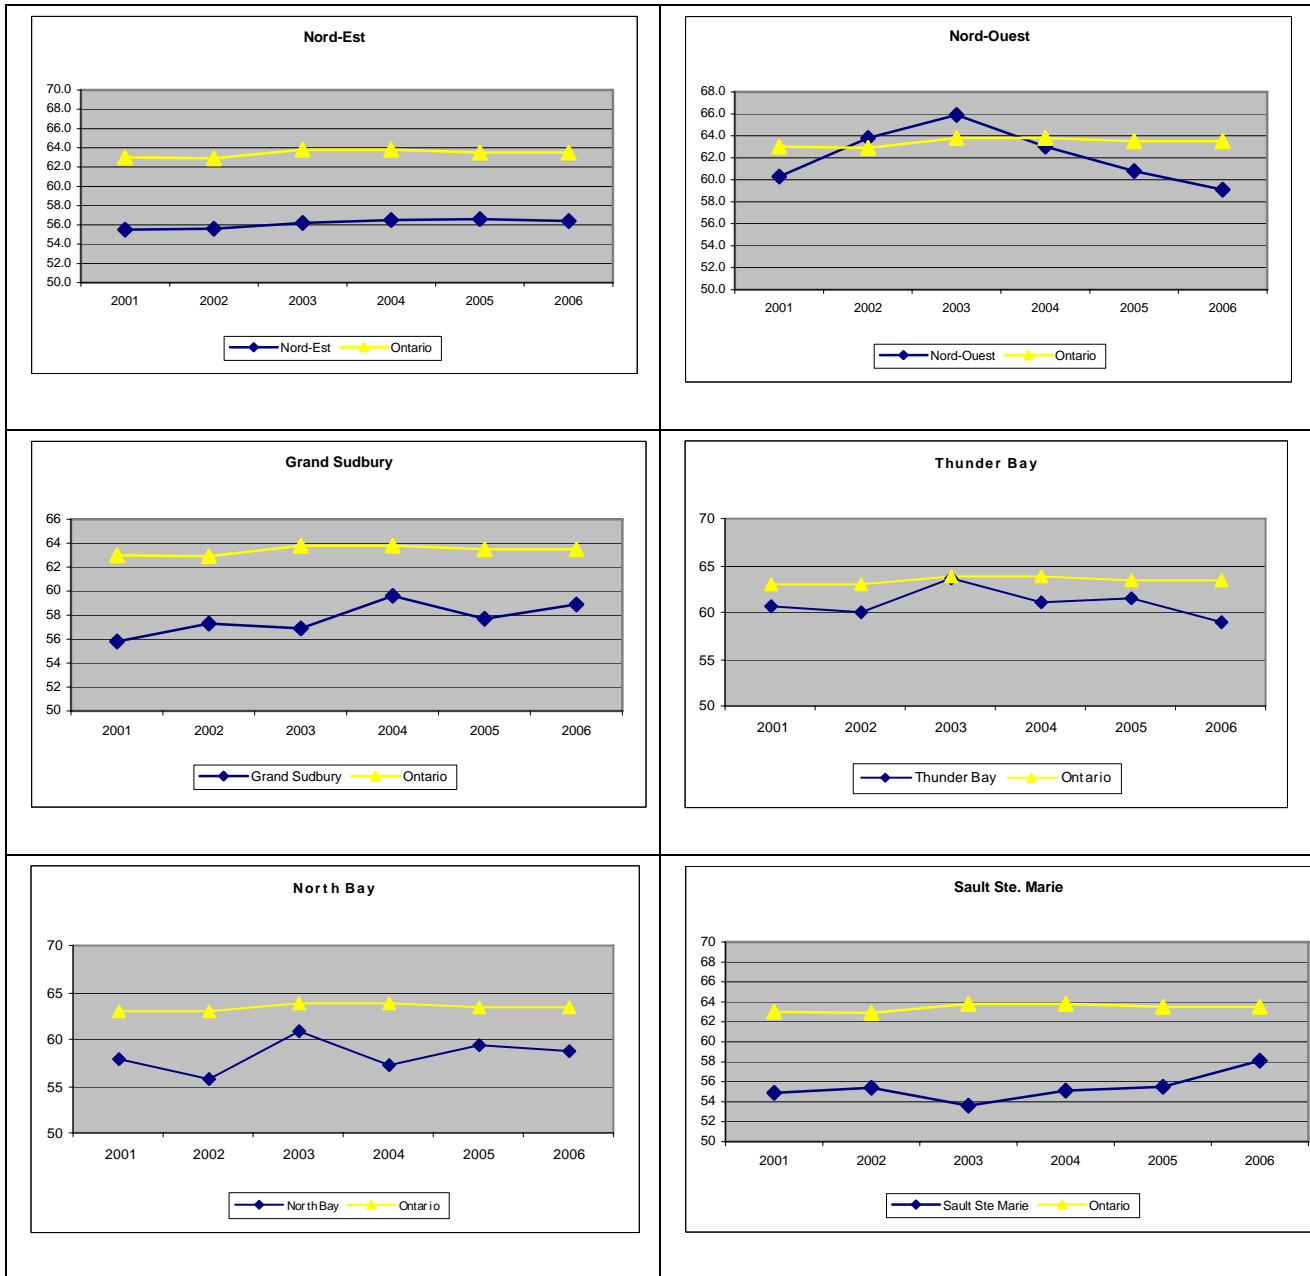 Nord-Est
70.0
68.0
66.0
64.0
62.0
60.0
58.0
56.0
54.0
52.0
50.0
2001 2002 2003 2004 2005 2006
Nord-Est Ontario
Nord-Ouest
68.0
66.0
64.0
62.0
60.0
58.0
56.0
54.0
52.0
50.0
2001 2002 2003 2004 2005 2006
Nord-Ouest Ontario
Grand Sudbury
66
64
62
60
58
56
54
52
50
2001 2002 2003 2004 2005 2006
Grand Sudbury Ontario
Thunder Bay
70
65
60
55
50
2001 2002 2003 2004 2005 2006
Thunder Bay Ontario
North Bay
70
65
60
55
50
2001 2002 2003 2004 2005 2006
North Bay Ontario
Sault Ste. Marie
70
68
66
64
62
60
58
56
54
52
50
2001 2002 2003 2004 2005 2006
Sault Ste Marie Ontario